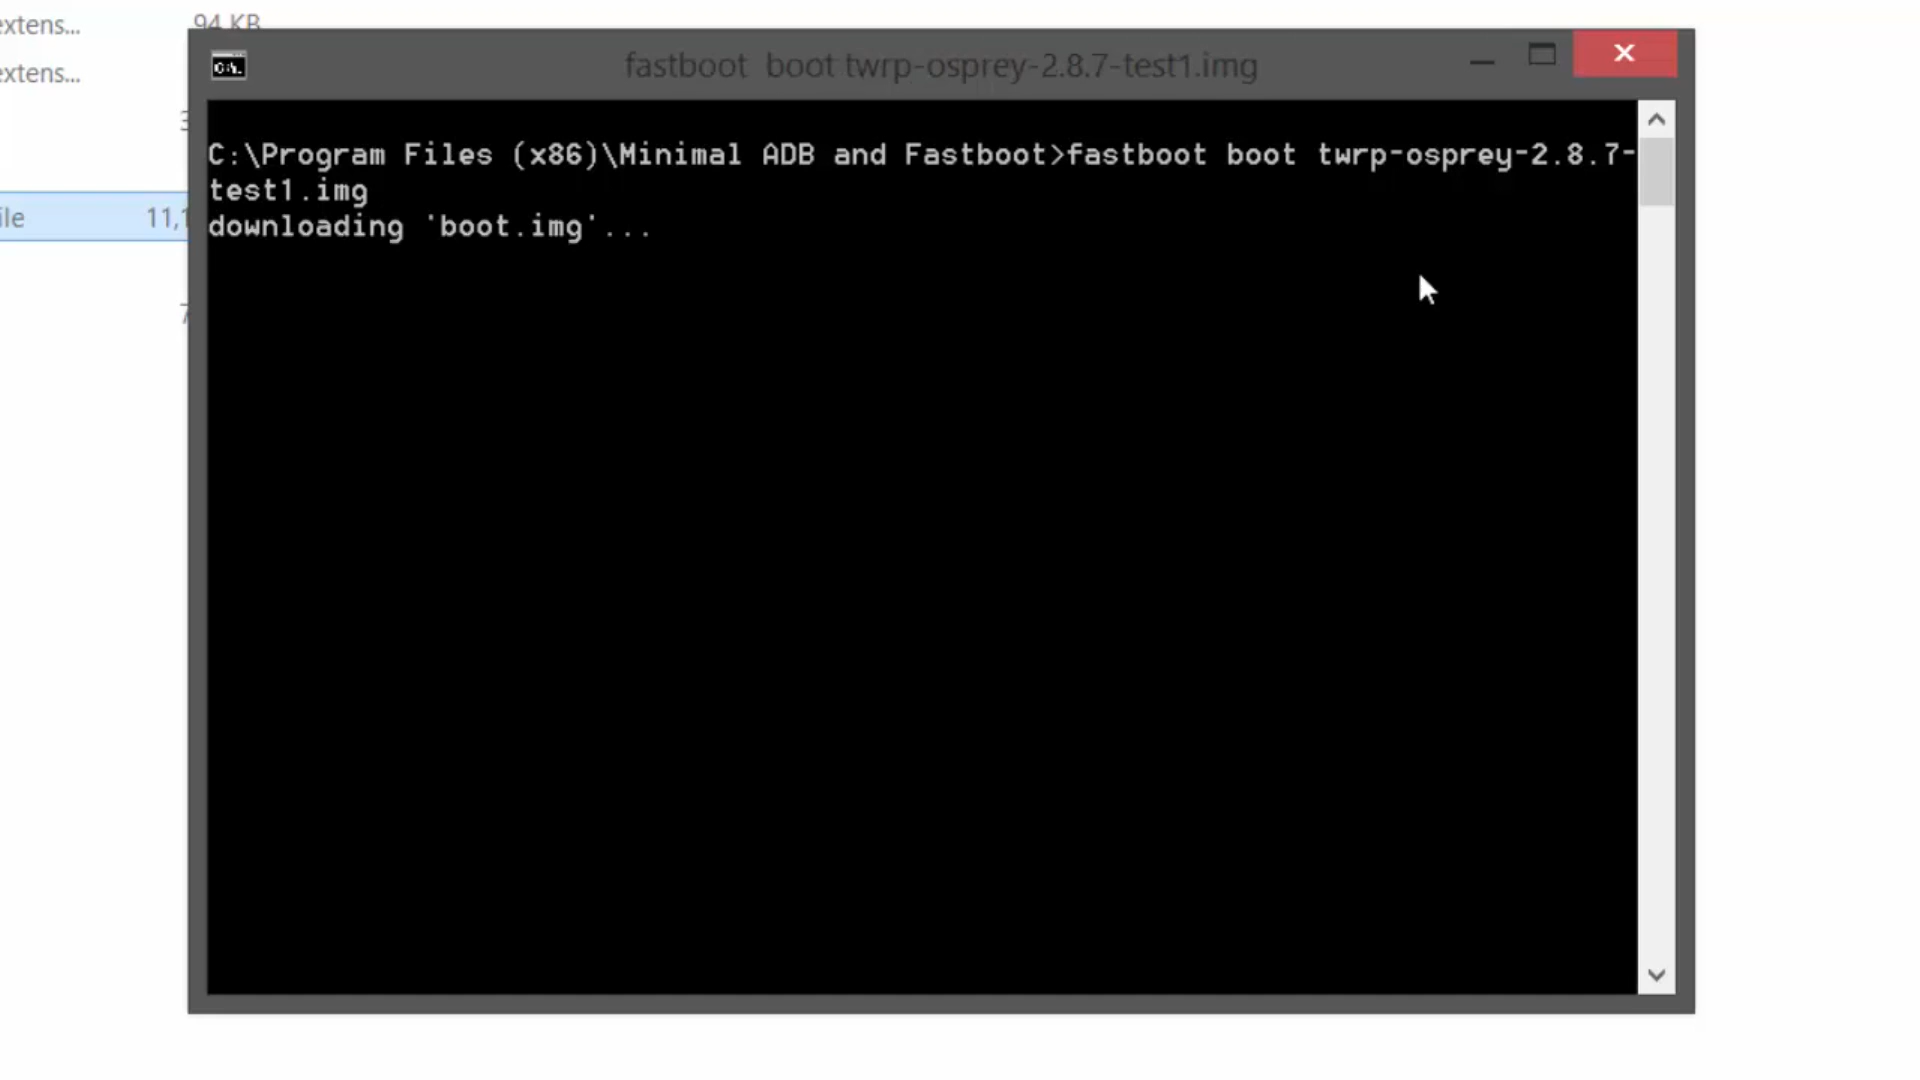 extens...
94 KB
extens...
fastboot  boot twrp-osprey-2.8.7-test1.img
C:\Program Files (x86)\Minimal ADB and Fastboot>fastboot boot twrp-osprey-2.8.7-
test1.img
ile
11,1
downloading 'boot.img'...